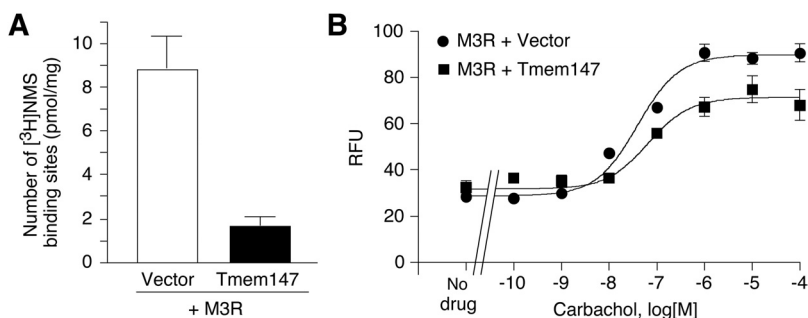 A
Number of [³H]NMS
binding sites (pmol/mg)
10
8
6
4
2
0
Vector
Tmem147
+ M3R
B
M3R + Vector
M3R + Tmem147
RFU
100
80
60
40
20
0
No
drug
-10
-9
-8
-7
-6
-5
-4
Carbachol, log[M]